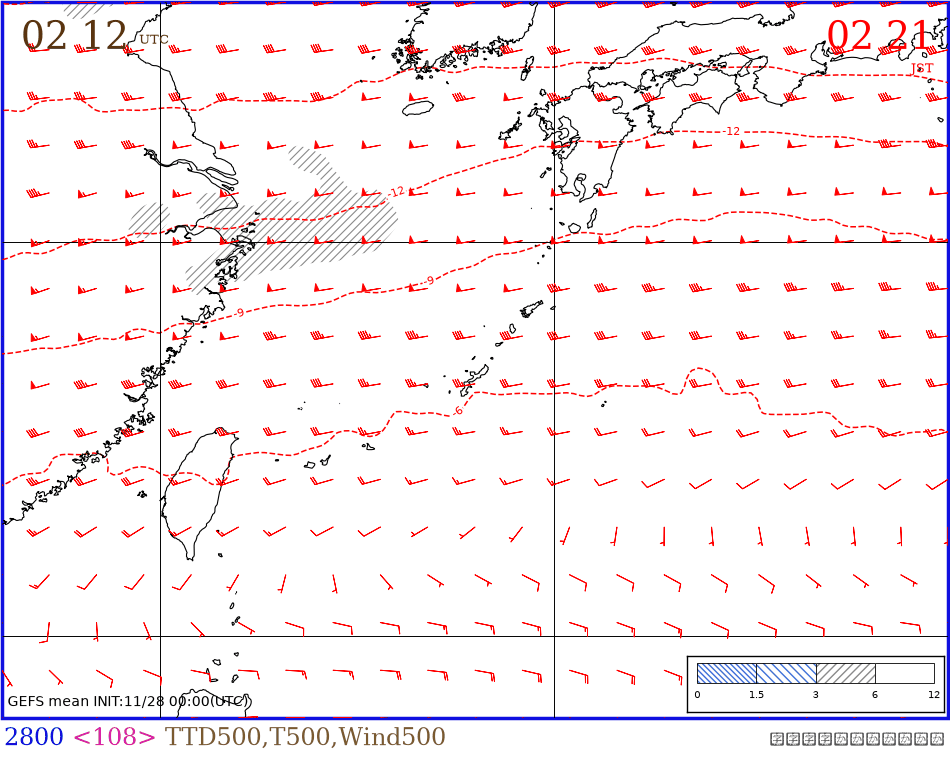 02 12 UTC
02 21
JST
-12
-12
-9
-9
-6
GEFS mean INIT:11/28 00:00(UTC)
0 1.5 3 6 12
2800 <108> TTD500,T500,Wind500